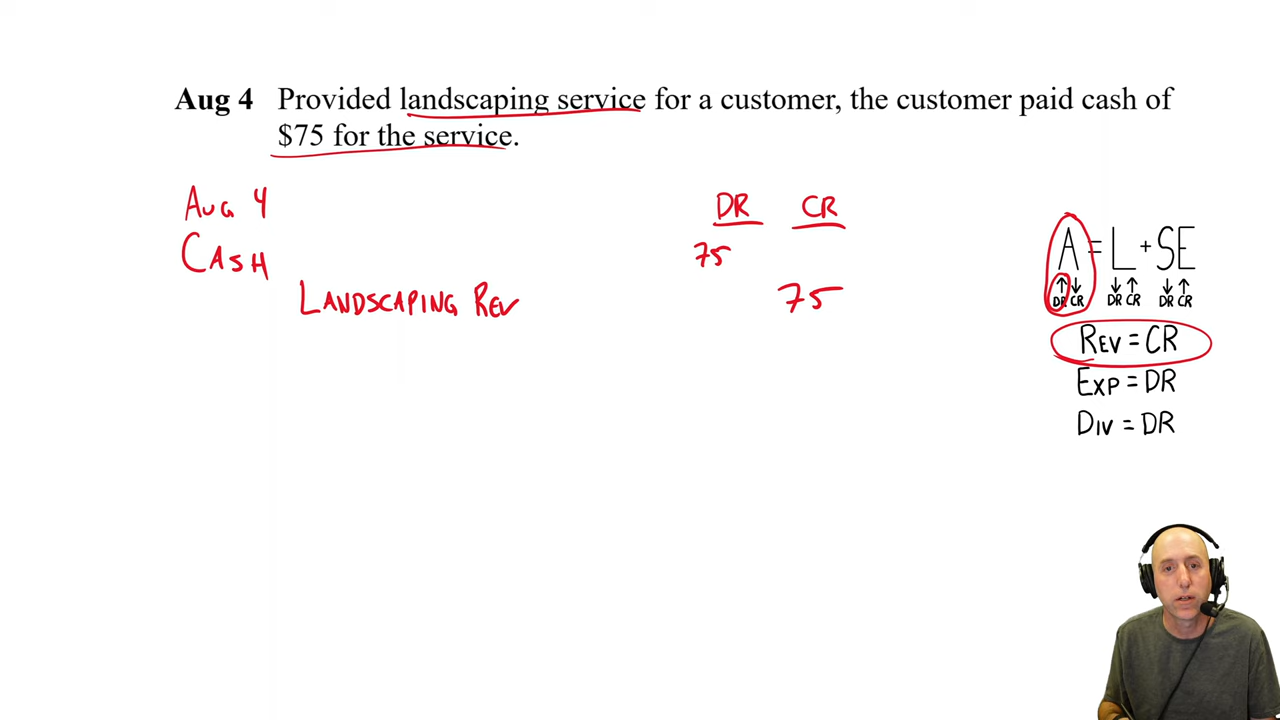 Aug 4 Provided landscaping service for a customer, the customer paid cash of
$75 for the service.
Aug 4 DR CR
CASH 75
LANDSCAPING REV 75
A = L + SE
↑ ↓ ↓ ↑ ↓ ↑
DR CR DR CR DR CR
REV = CR
EXP = DR
DIV = DR